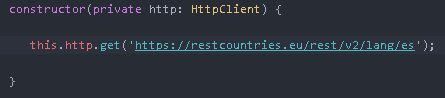 constructor(private http: HttpClient) {
this.http.get('https://restcountries.eu/rest/v2/lang/es');
}